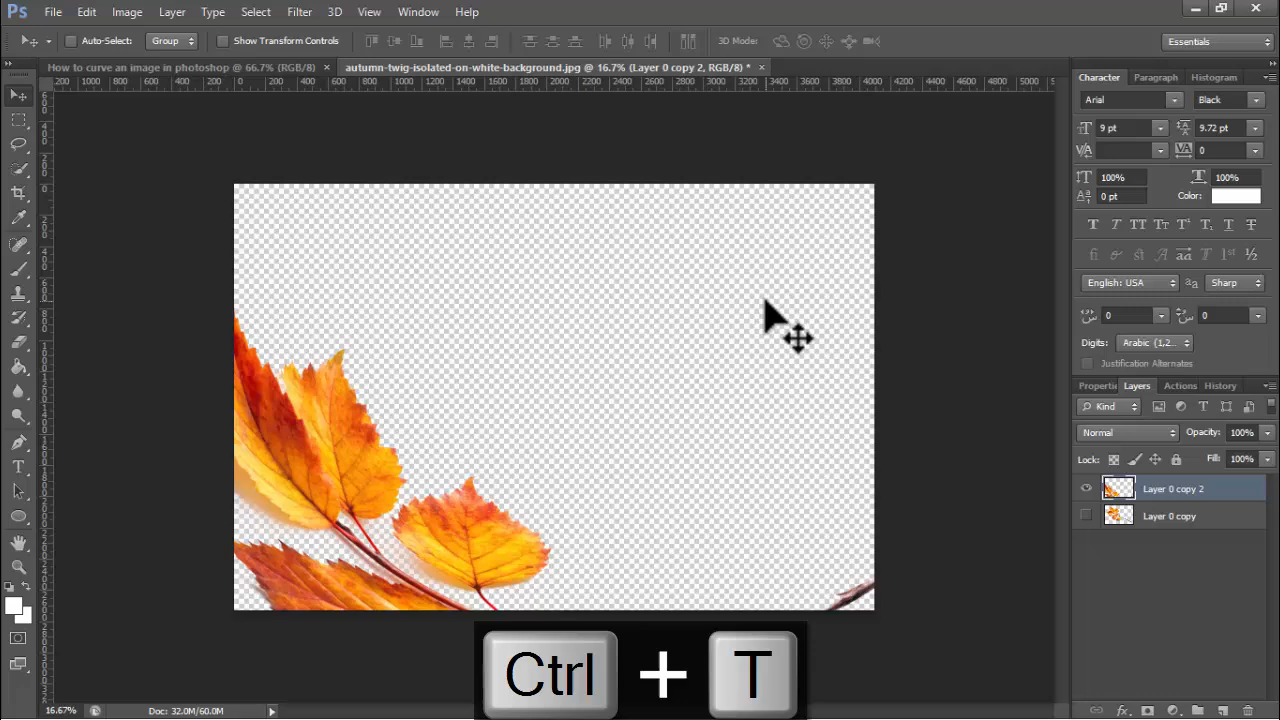 Ps File Edit Image Layer Type Select Filter 3D View Window Help
Auto-Select: Group Show Transform Controls 3D Mode: Essentials
How to curve an image in photoshop @ 66.7% (RGB/8) × autumn-twig-isolated-on-white-background.jpg @ 16.7% (Layer 0 copy 2, RGB/8) * ×
Character Paragraph Histogram
Arial Black
9 pt 9.72 pt
0
100% 100%
0 pt Color:
English: USA Sharp
0 0
Digits: Arabic (1,2...
Justification Alternates
Properti Layers Actions History
Kind
Normal Opacity: 100%
Lock: Fill: 100%
Layer 0 copy 2
Layer 0 copy
Ctrl + T
16.67% Doc: 32.0M/60.0M